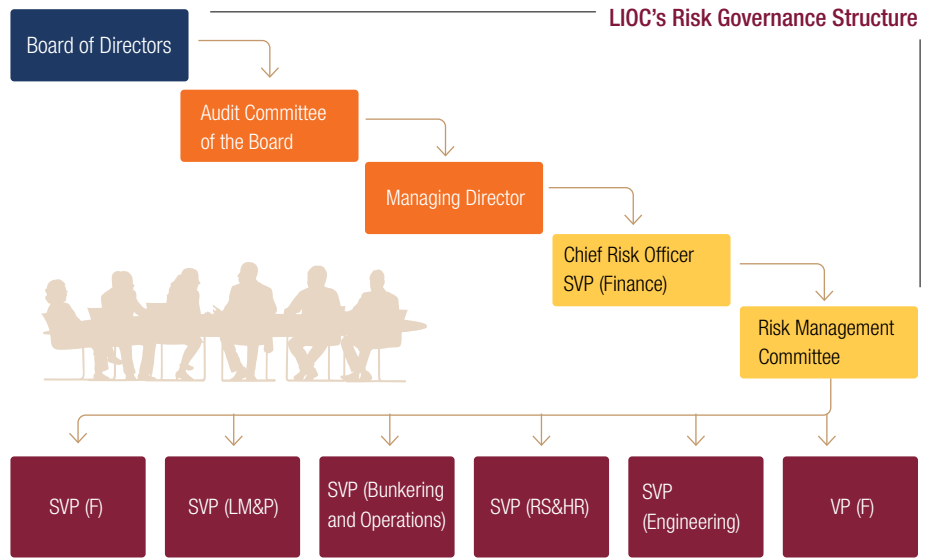 LIOC's Risk Governance Structure
Board of Directors
Audit Committee
of the Board
Managing Director
Chief Risk Officer
SVP (Finance)
Risk Management
Committee
SVP (F)
SVP (LM&P)
SVP (Bunkering
and Operations)
SVP (RS&HR)
SVP
(Engineering)
VP (F)